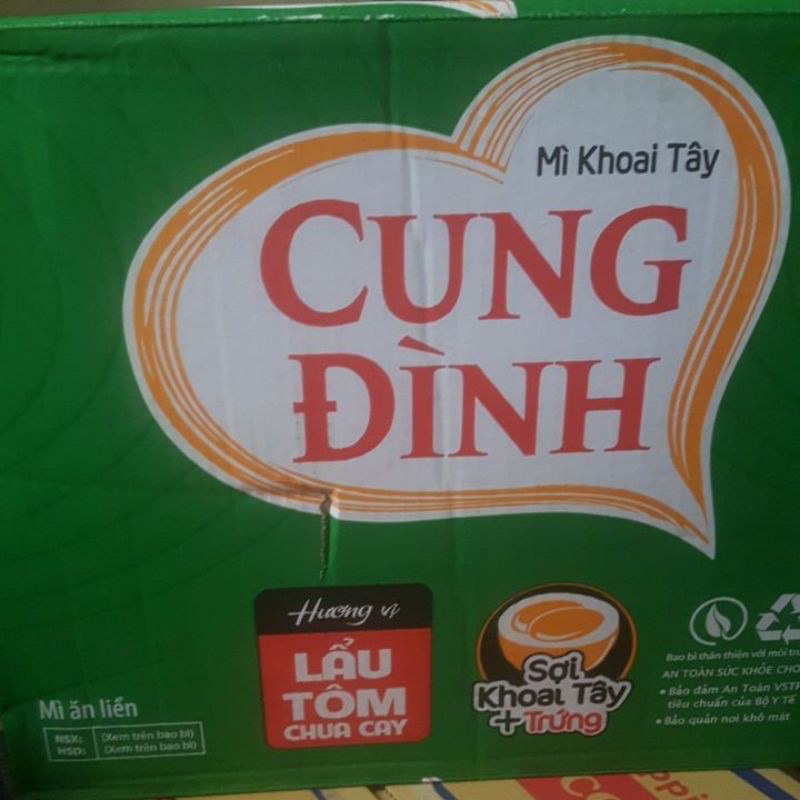 Mì Khoai Tây
CUNG
ĐÌNH
Hương vị
LẨU
TÔM
CHUA CAY
Sợi
Khoai Tây
+ Trứng
Mì ăn liền
NSX: (Xem trên bao bì)
HSD: (Xem trên bao bì)
Bao bì thân thiện với môi
AN TOÀN SỨC KHỎE CHO
• Bảo đảm An Toàn
tiêu chuẩn của Bộ Y Tế
• Bảo quản nơi khô mát